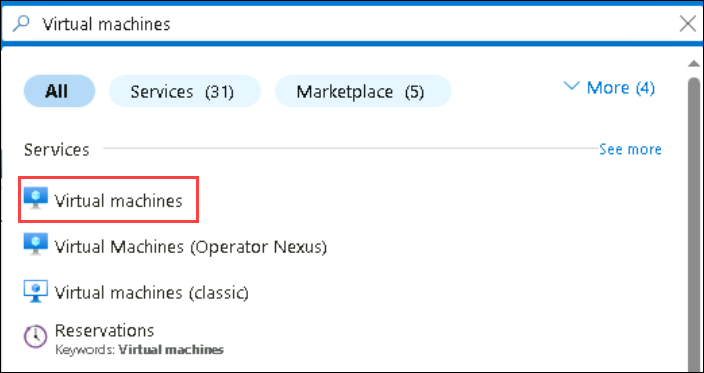 Virtual machines
All Services (31) Marketplace (5) More (4)
Services See more
Virtual machines
Virtual Machines (Operator Nexus)
Virtual machines (classic)
Reservations
Keywords: Virtual machines